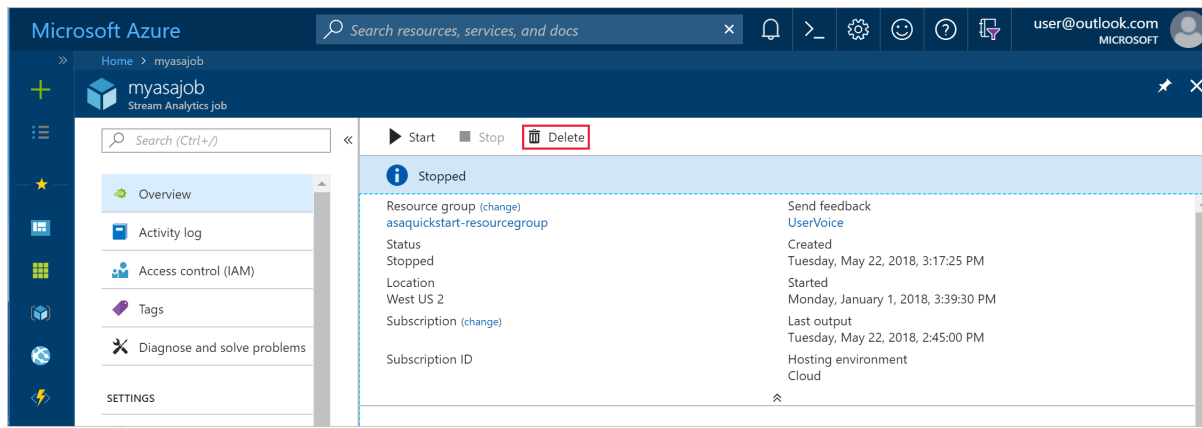 Microsoft Azure
Search resources, services, and docs
user@outlook.com
MICROSOFT
Home > myasajob
myasajob
Stream Analytics job
Search (Ctrl+/)
Start Stop Delete
Stopped
Overview
Activity log
Access control (IAM)
Tags
Diagnose and solve problems
SETTINGS
Resource group (change)
asaquickstart-resourcegroup
Status
Stopped
Location
West US 2
Subscription (change)
Subscription ID
Send feedback
UserVoice
Created
Tuesday, May 22, 2018, 3:17:25 PM
Started
Monday, January 1, 2018, 3:39:30 PM
Last output
Tuesday, May 22, 2018, 2:45:00 PM
Hosting environment
Cloud